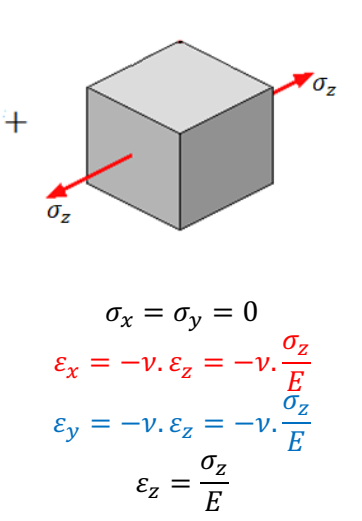 σz
+
σz
σx = σy = 0
εx = −ν. εz = −ν. σz/E
εy = −ν. εz = −ν. σz/E
εz = σz/E